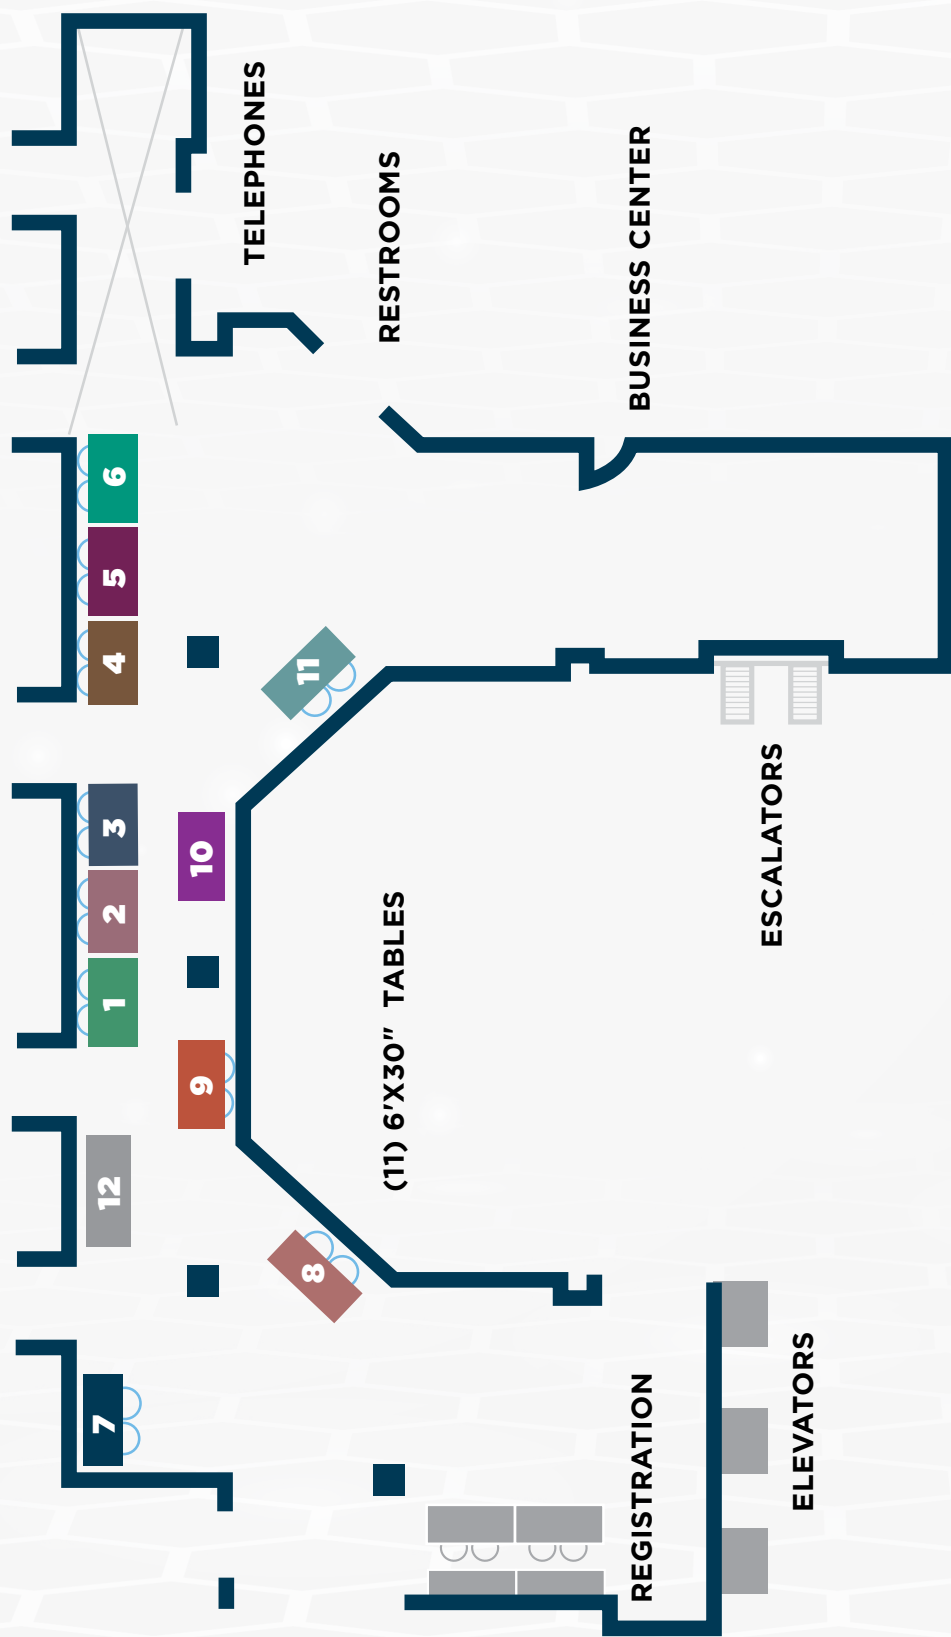 TELEPHONES
RESTROOMS
BUSINESS CENTER
6
5
4
11
3
2
1
10
9
12
8
7
(11) 6'X30" TABLES
ESCALATORS
REGISTRATION
ELEVATORS